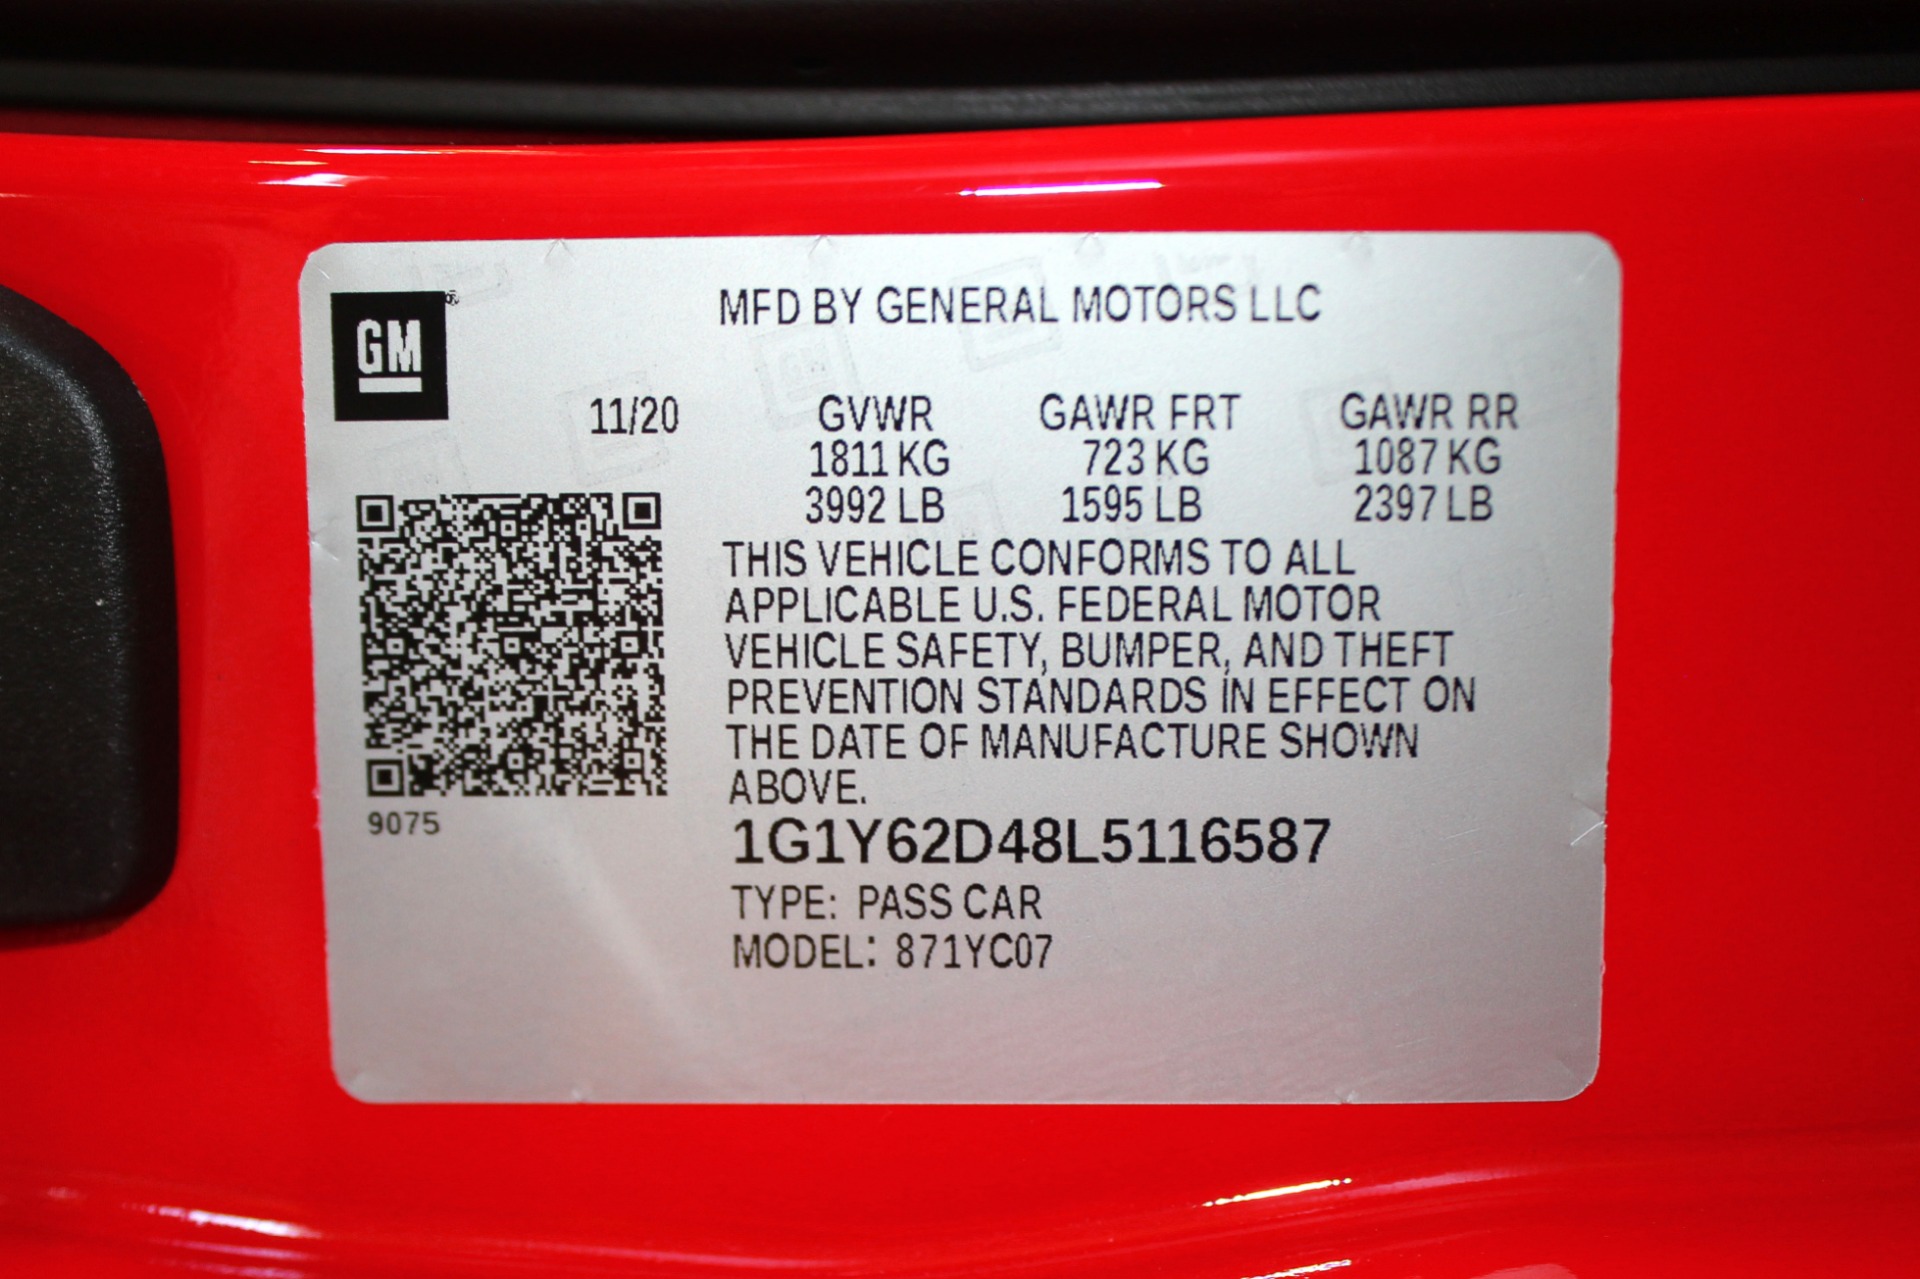 MFD BY GENERAL MOTORS LLC
GM
®
11/20 GVWR GAWR FRT GAWR RR
1811 KG 723 KG 1087 KG
3992 LB 1595 LB 2397 LB
THIS VEHICLE CONFORMS TO ALL
APPLICABLE U.S. FEDERAL MOTOR
VEHICLE SAFETY, BUMPER, AND THEFT
PREVENTION STANDARDS IN EFFECT ON
THE DATE OF MANUFACTURE SHOWN
ABOVE.
9075
1G1Y62D48L5116587
TYPE: PASS CAR
MODEL: 871YC07